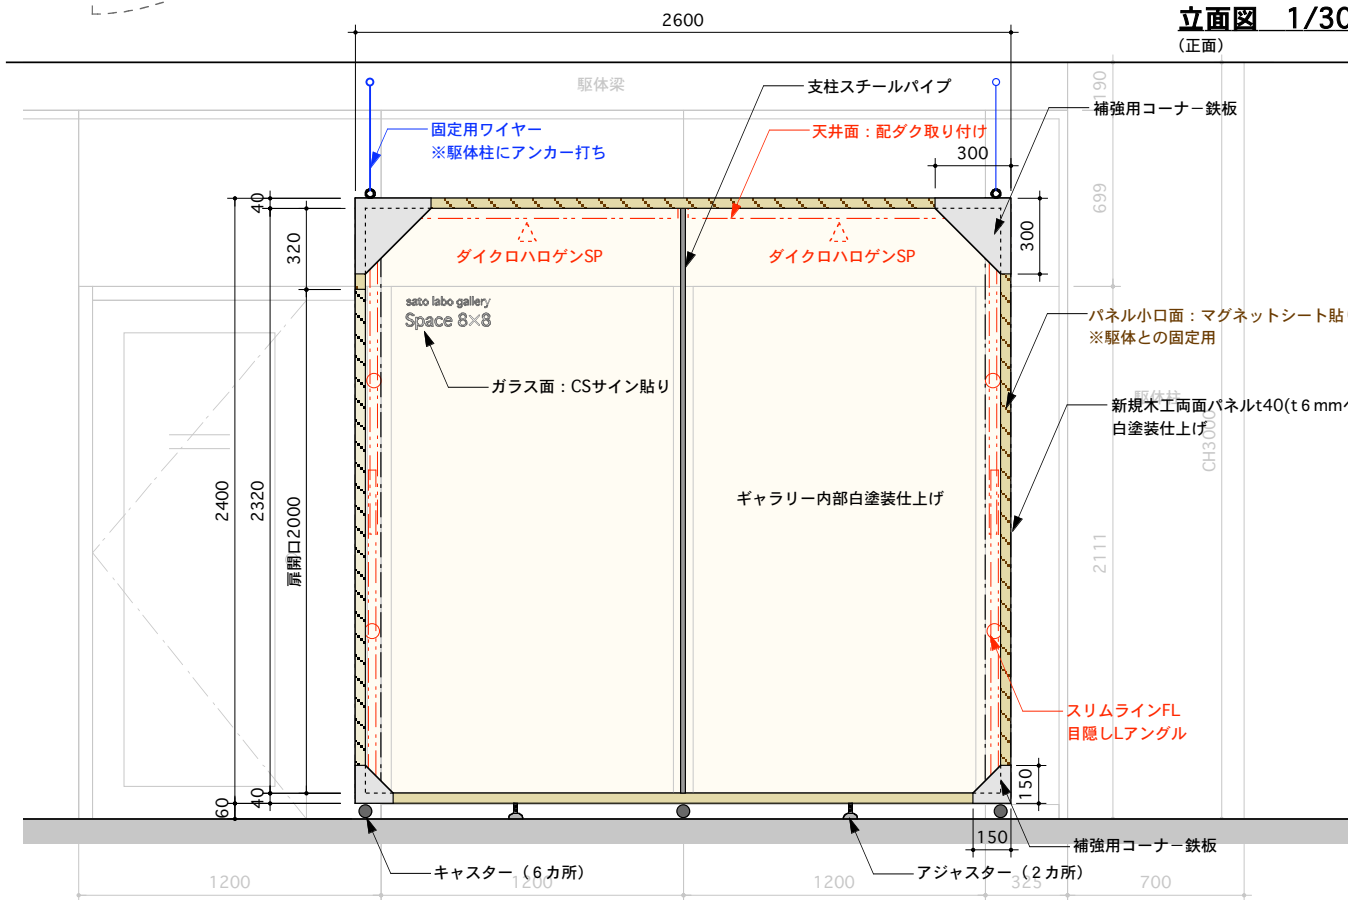 2600
立面図 1/30
(正面)
駆体梁
支柱スチールパイプ
190
補強用コーナー鉄板
固定用ワイヤー
※駆体柱にアンカー打ち
天井面：配ダク取り付け
300
40
699
320
300
ダイクロハロゲンSP
ダイクロハロゲンSP
sato labo gallery
Space 8×8
パネル小口面：マグネットシート貼り
※駆体との固定用
ガラス面：CSサイン貼り
駆体柱
新規木工両面パネルt40(t６mm
白塗装仕上げ
CH3000
2400
2320
扉開口2000
ギャラリー内部白塗装仕上げ
2111
スリムラインFL
目隠しLアングル
150
60
40
150
補強用コーナー鉄板
キャスター（６カ所）
アジャスター（２カ所）
1200
1200
1200
325
700